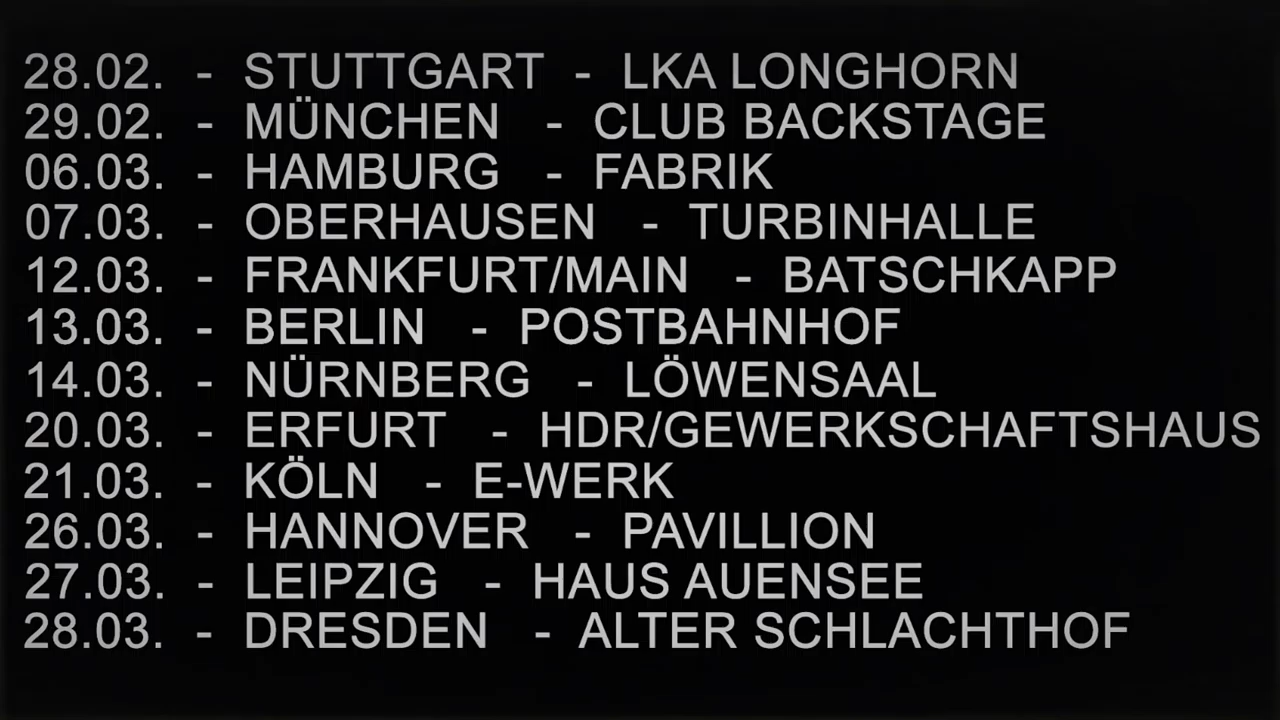 28.02. - STUTTGART - LKA LONGHORN
29.02. - MÜNCHEN - CLUB BACKSTAGE
06.03. - HAMBURG - FABRIK
07.03. - OBERHAUSEN - TURBINHALLE
12.03. - FRANKFURT/MAIN - BATSCHKAPP
13.03. - BERLIN - POSTBAHNHOF
14.03. - NÜRNBERG - LÖWENSAAL
20.03. - ERFURT - HDR/GEWERKSCHAFTSHAUS
21.03. - KÖLN - E-WERK
26.03. - HANNOVER - PAVILLION
27.03. - LEIPZIG - HAUS AUENSEE
28.03. - DRESDEN - ALTER SCHLACHTHOF